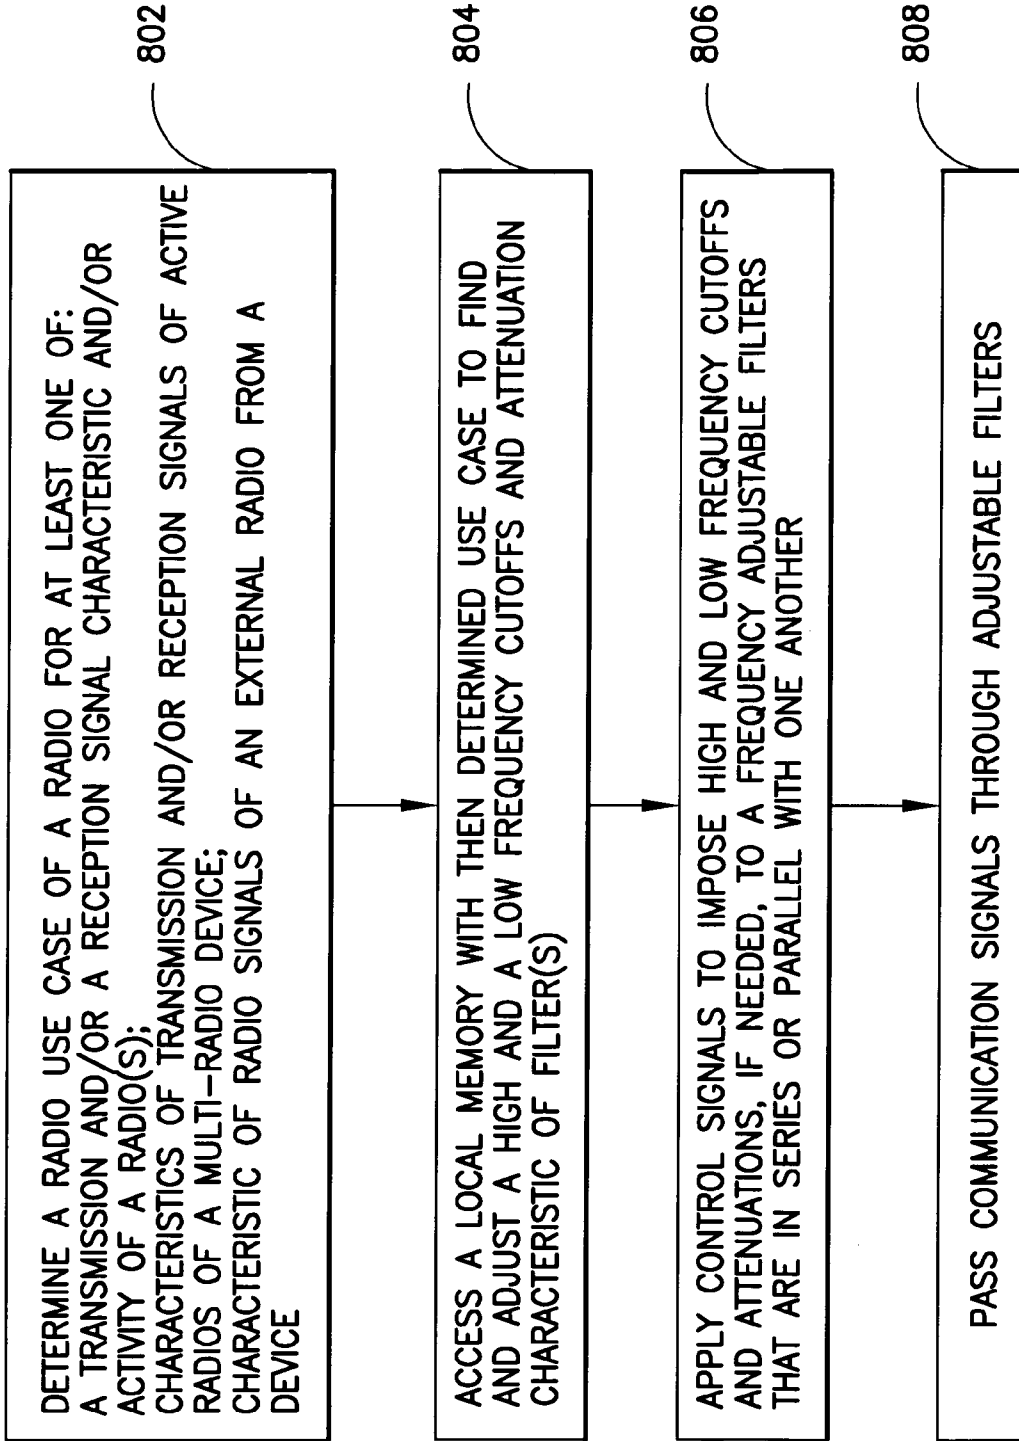 DETERMINE A RADIO USE CASE OF A RADIO FOR AT LEAST ONE OF:
A TRANSMISSION AND/OR A RECEPTION SIGNAL CHARACTERISTIC AND/OR
ACTIVITY OF A RADIO(S);
CHARACTERISTICS OF TRANSMISSION AND/OR RECEPTION SIGNALS OF ACTIVE
RADIOS OF A MULTI-RADIO DEVICE;
CHARACTERISTIC OF RADIO SIGNALS OF AN EXTERNAL RADIO FROM A
DEVICE
802
ACCESS A LOCAL MEMORY WITH THEN DETERMINED USE CASE TO FIND
AND ADJUST A HIGH AND A LOW FREQUENCY CUTOFFS AND ATTENUATION
CHARACTERISTIC OF FILTER(S)
804
APPLY CONTROL SIGNALS TO IMPOSE HIGH AND LOW FREQUENCY CUTOFFS
AND ATTENUATIONS, IF NEEDED, TO A FREQUENCY ADJUSTABLE FILTERS
THAT ARE IN SERIES OR PARALLEL WITH ONE ANOTHER
806
PASS COMMUNICATION SIGNALS THROUGH ADJUSTABLE FILTERS
808